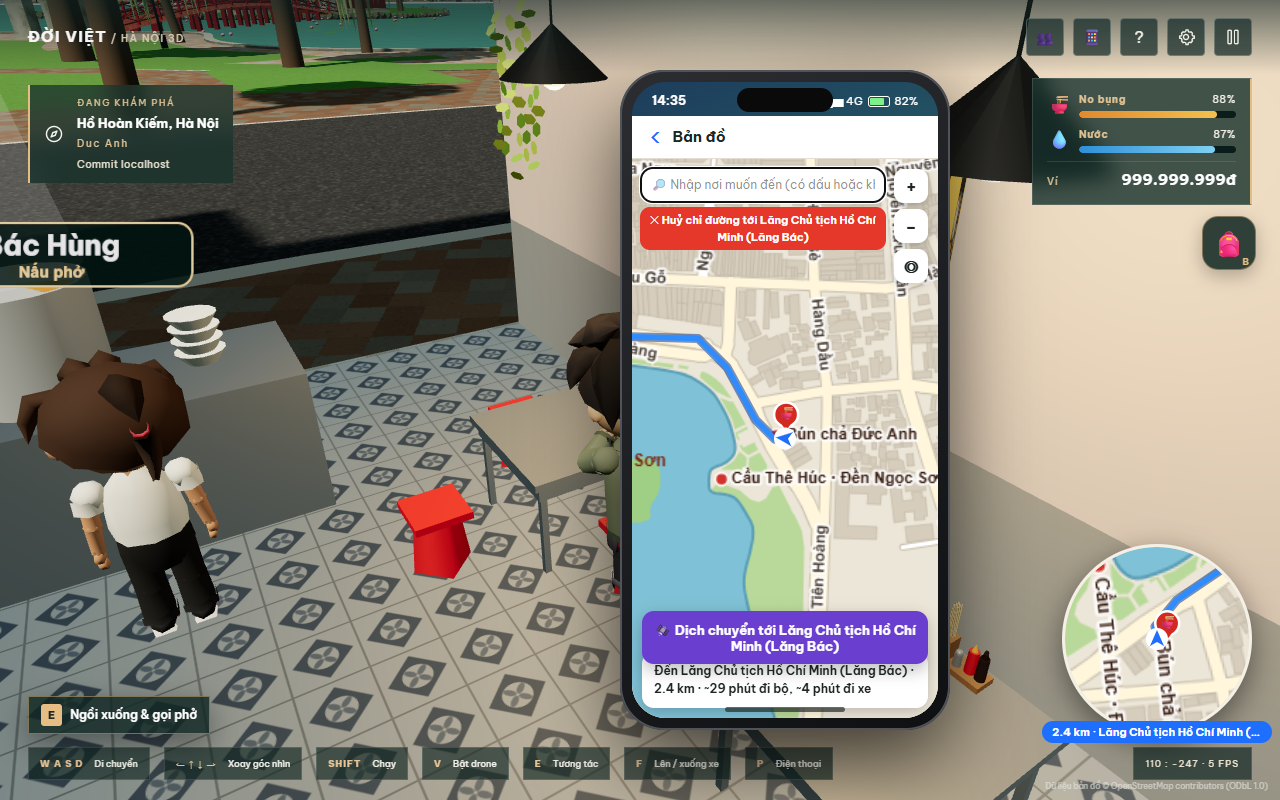 ĐỜI VIỆT / HÀ NỘI 3D
ĐANG KHÁM PHÁ
Hồ Hoàn Kiếm, Hà Nội
Duc Anh
Commit localhost
Bác Hùng
Nấu phở
14:35
4G
82%
Bản đồ
Nhập nơi muốn đến (có dấu hoặc kh
Huỷ chỉ đường tới Lăng Chủ tịch Hồ Chí
Minh (Lăng Bác)
+
−
u Gỗ
Hàng Dầu
Bún chả Đức Anh
Sơn
Cầu Thê Húc · Đền Ngọc Sơ
Tiên Hoàng
Dịch chuyển tới Lăng Chủ tịch Hồ Chí
Minh (Lăng Bác)
Đến Lăng Chủ tịch Hồ Chí Minh (Lăng Bác) ·
2.4 km · ~29 phút đi bộ, ~4 phút đi xe
?
No bụng
88%
Nước
87%
Ví
999.999.999đ
B
Cầu Thê Húc · Đ
Bún chả
2.4 km · Lăng Chủ tịch Hồ Chí Minh (...
110 : -247 · 5 FPS
Dữ liệu bản đồ © OpenStreetMap contributors (ODbL 1.0)
E Ngồi xuống & gọi phở
W A S D Di chuyển
←↑↓→ Xoay góc nhìn
SHIFT Chạy
V Bật drone
E Tương tác
F Lên / xuống xe
P Điện thoại